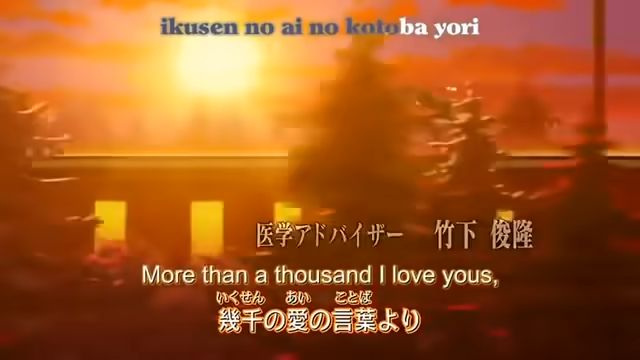 ikusen no ai no kotoba yori
医学アドバイザー 竹下 俊隆
More than a thousand I love yous,
いくせん あい ことば
幾千の愛の言葉より